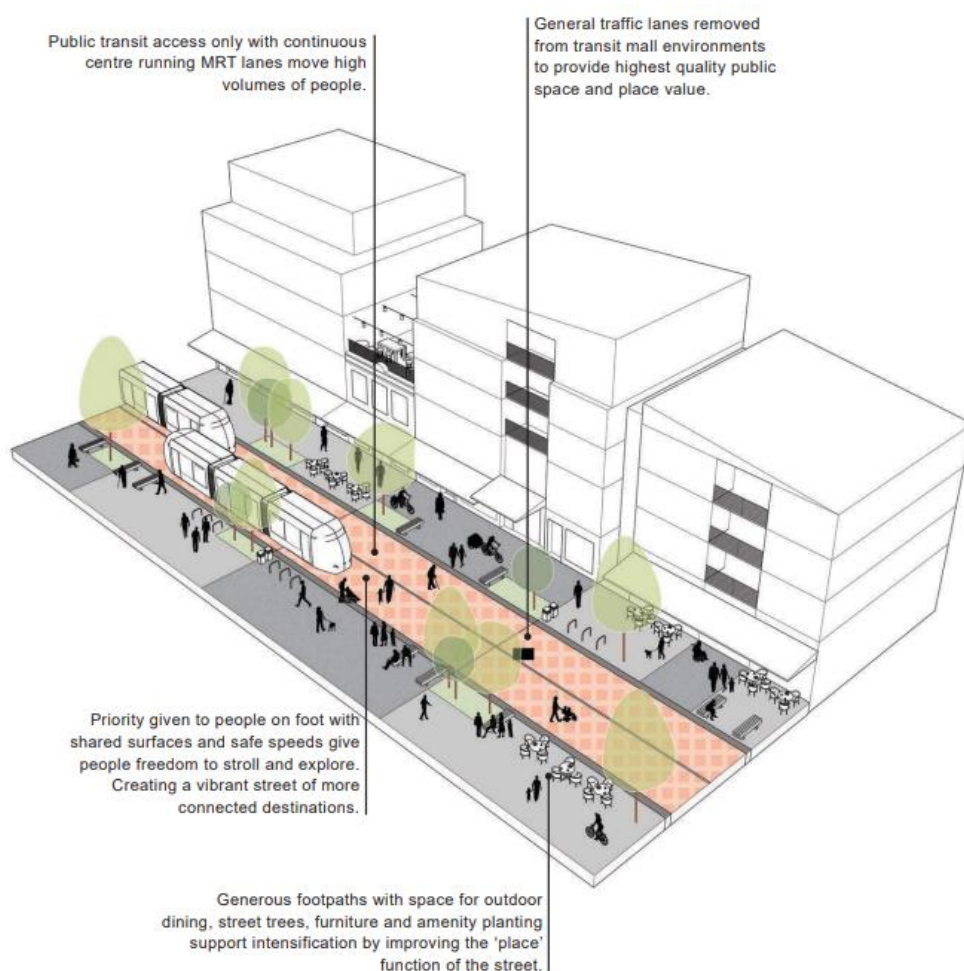 Public transit access only with continuous
centre running MRT lanes move high
volumes of people.
General traffic lanes removed
from transit mall environments
to provide highest quality public
space and place value.
Priority given to people on foot with
shared surfaces and safe speeds give
people freedom to stroll and explore.
Creating a vibrant street of more
connected destinations.
Generous footpaths with space for outdoor
dining, street trees, furniture and amenity planting
support intensification by improving the ‘place’
function of the street.